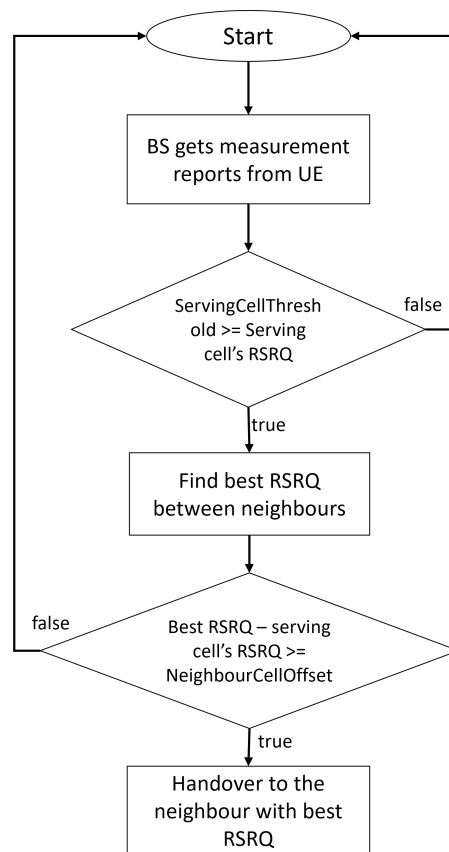 Start
BS gets measurement
reports from UE
ServingCellThresh
old >= Serving
cell's RSRQ
false
true
Find best RSRQ
between neighbours
false
Best RSRQ – serving
cell's RSRQ >=
NeighbourCellOffset
true
Handover to the
neighbour with best
RSRQ